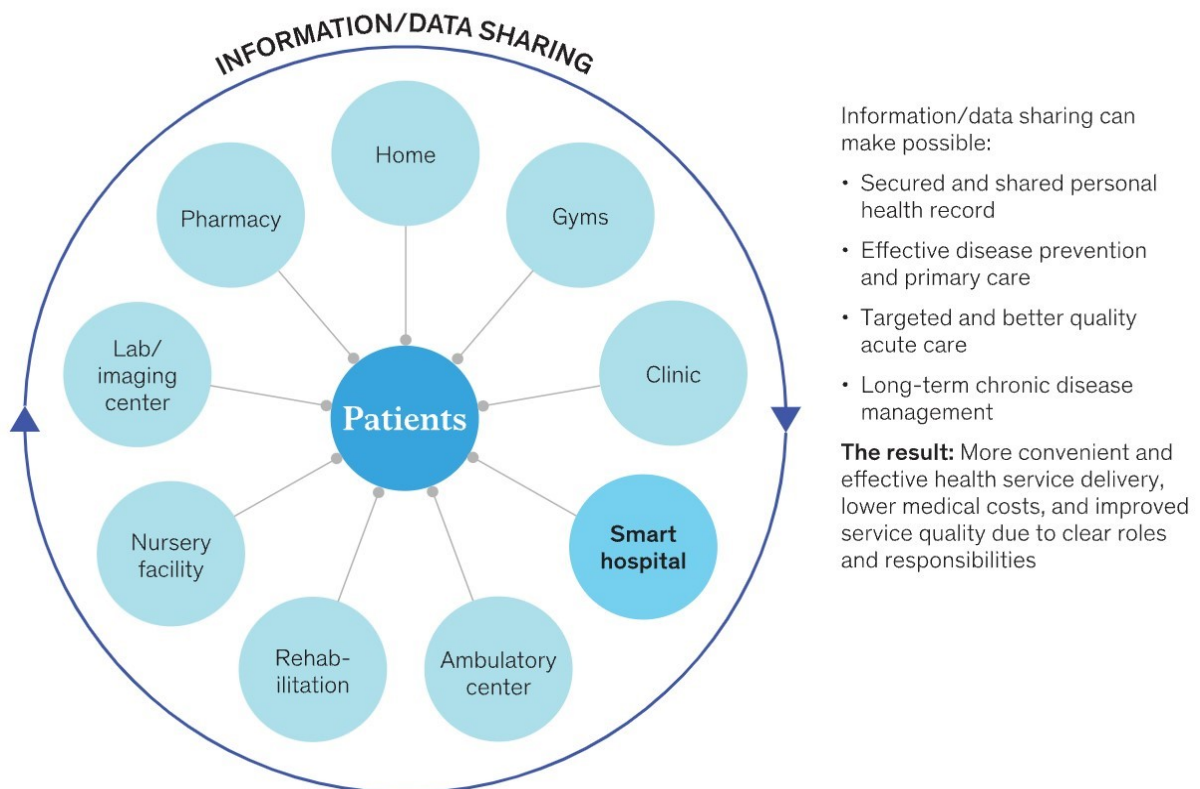 INFORMATION/DATA SHARING
Home
Gyms
Clinic
Smart
hospital
Ambulatory
center
Rehab-
ilitation
Nursery
facility
Lab/
imaging
center
Pharmacy
Patients
Information/data sharing can
make possible:
• Secured and shared personal
health record
• Effective disease prevention
and primary care
• Targeted and better quality
acute care
• Long-term chronic disease
management
The result: More convenient and
effective health service delivery,
lower medical costs, and improved
service quality due to clear roles
and responsibilities